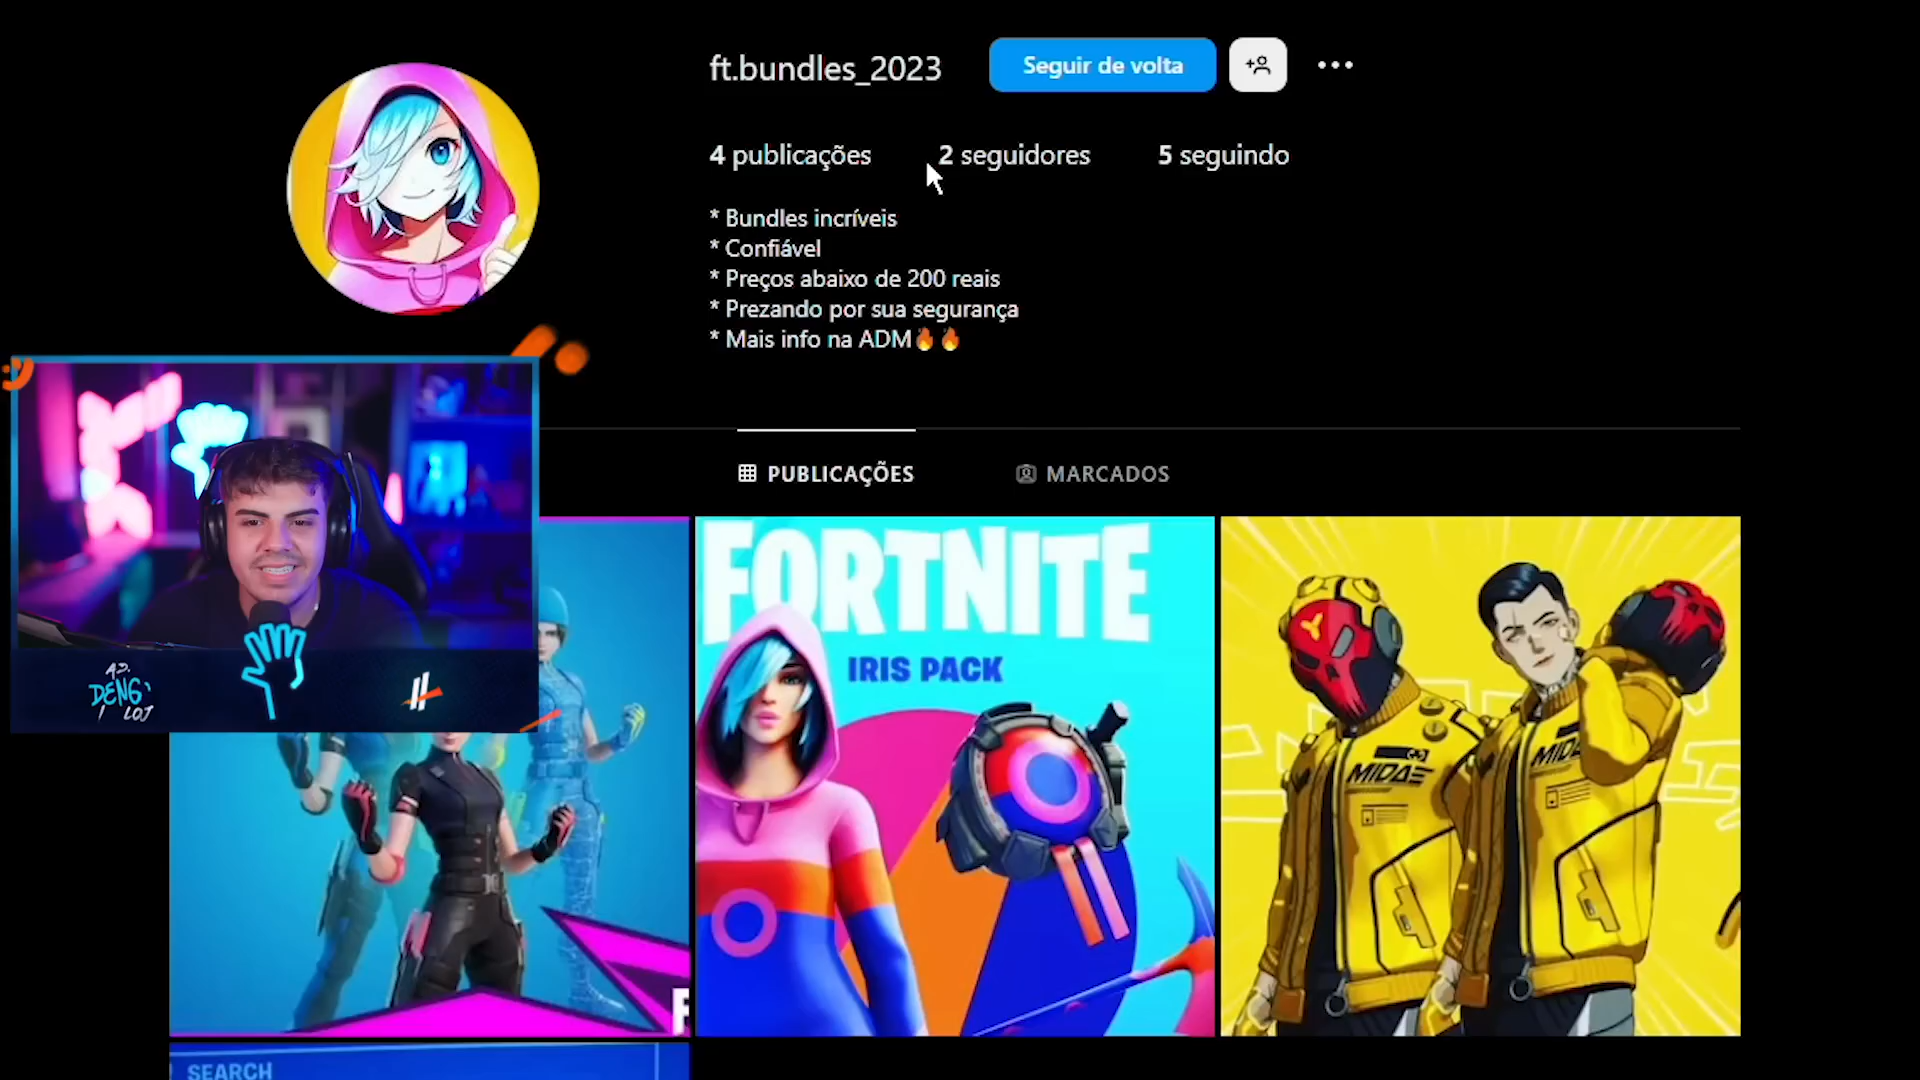 ft.bundles_2023
Seguir de volta
4 publicações
2 seguidores
5 seguindo
* Bundles incríveis
* Confiável
* Preços abaixo de 200 reais
* Prezando por sua segurança
* Mais info na ADM🔥🔥
PUBLICAÇÕES
MARCADOS
FORTNITE
IRIS PACK
SEARCH